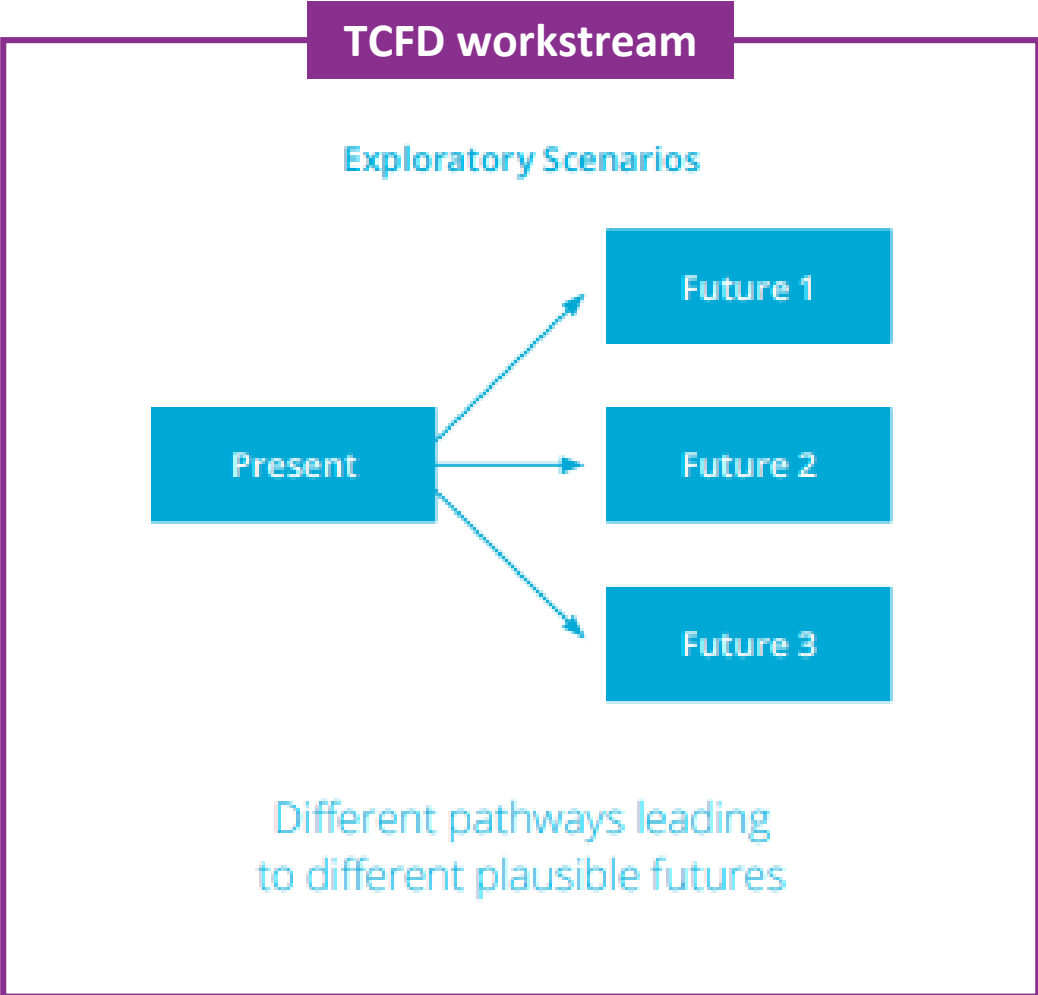 TCFD workstream
Exploratory Scenarios
Future 1
Present
Future 2
Future 3
Different pathways leading
to different plausible futures